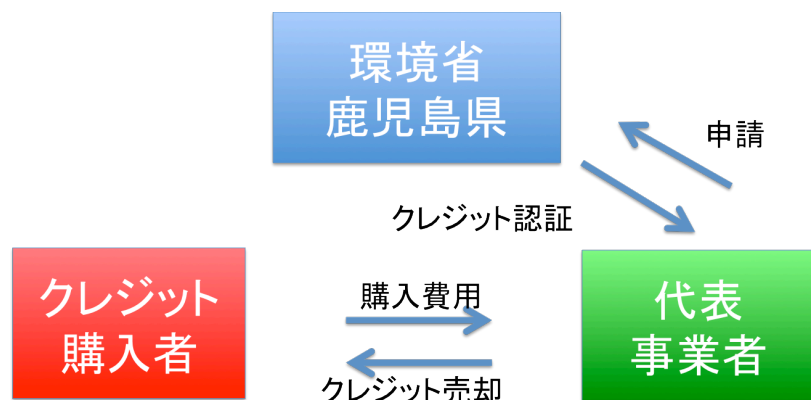 環境省
鹿児島県
申請
クレジット認証
クレジット
購入者
購入費用
クレジット売却
代表
事業者